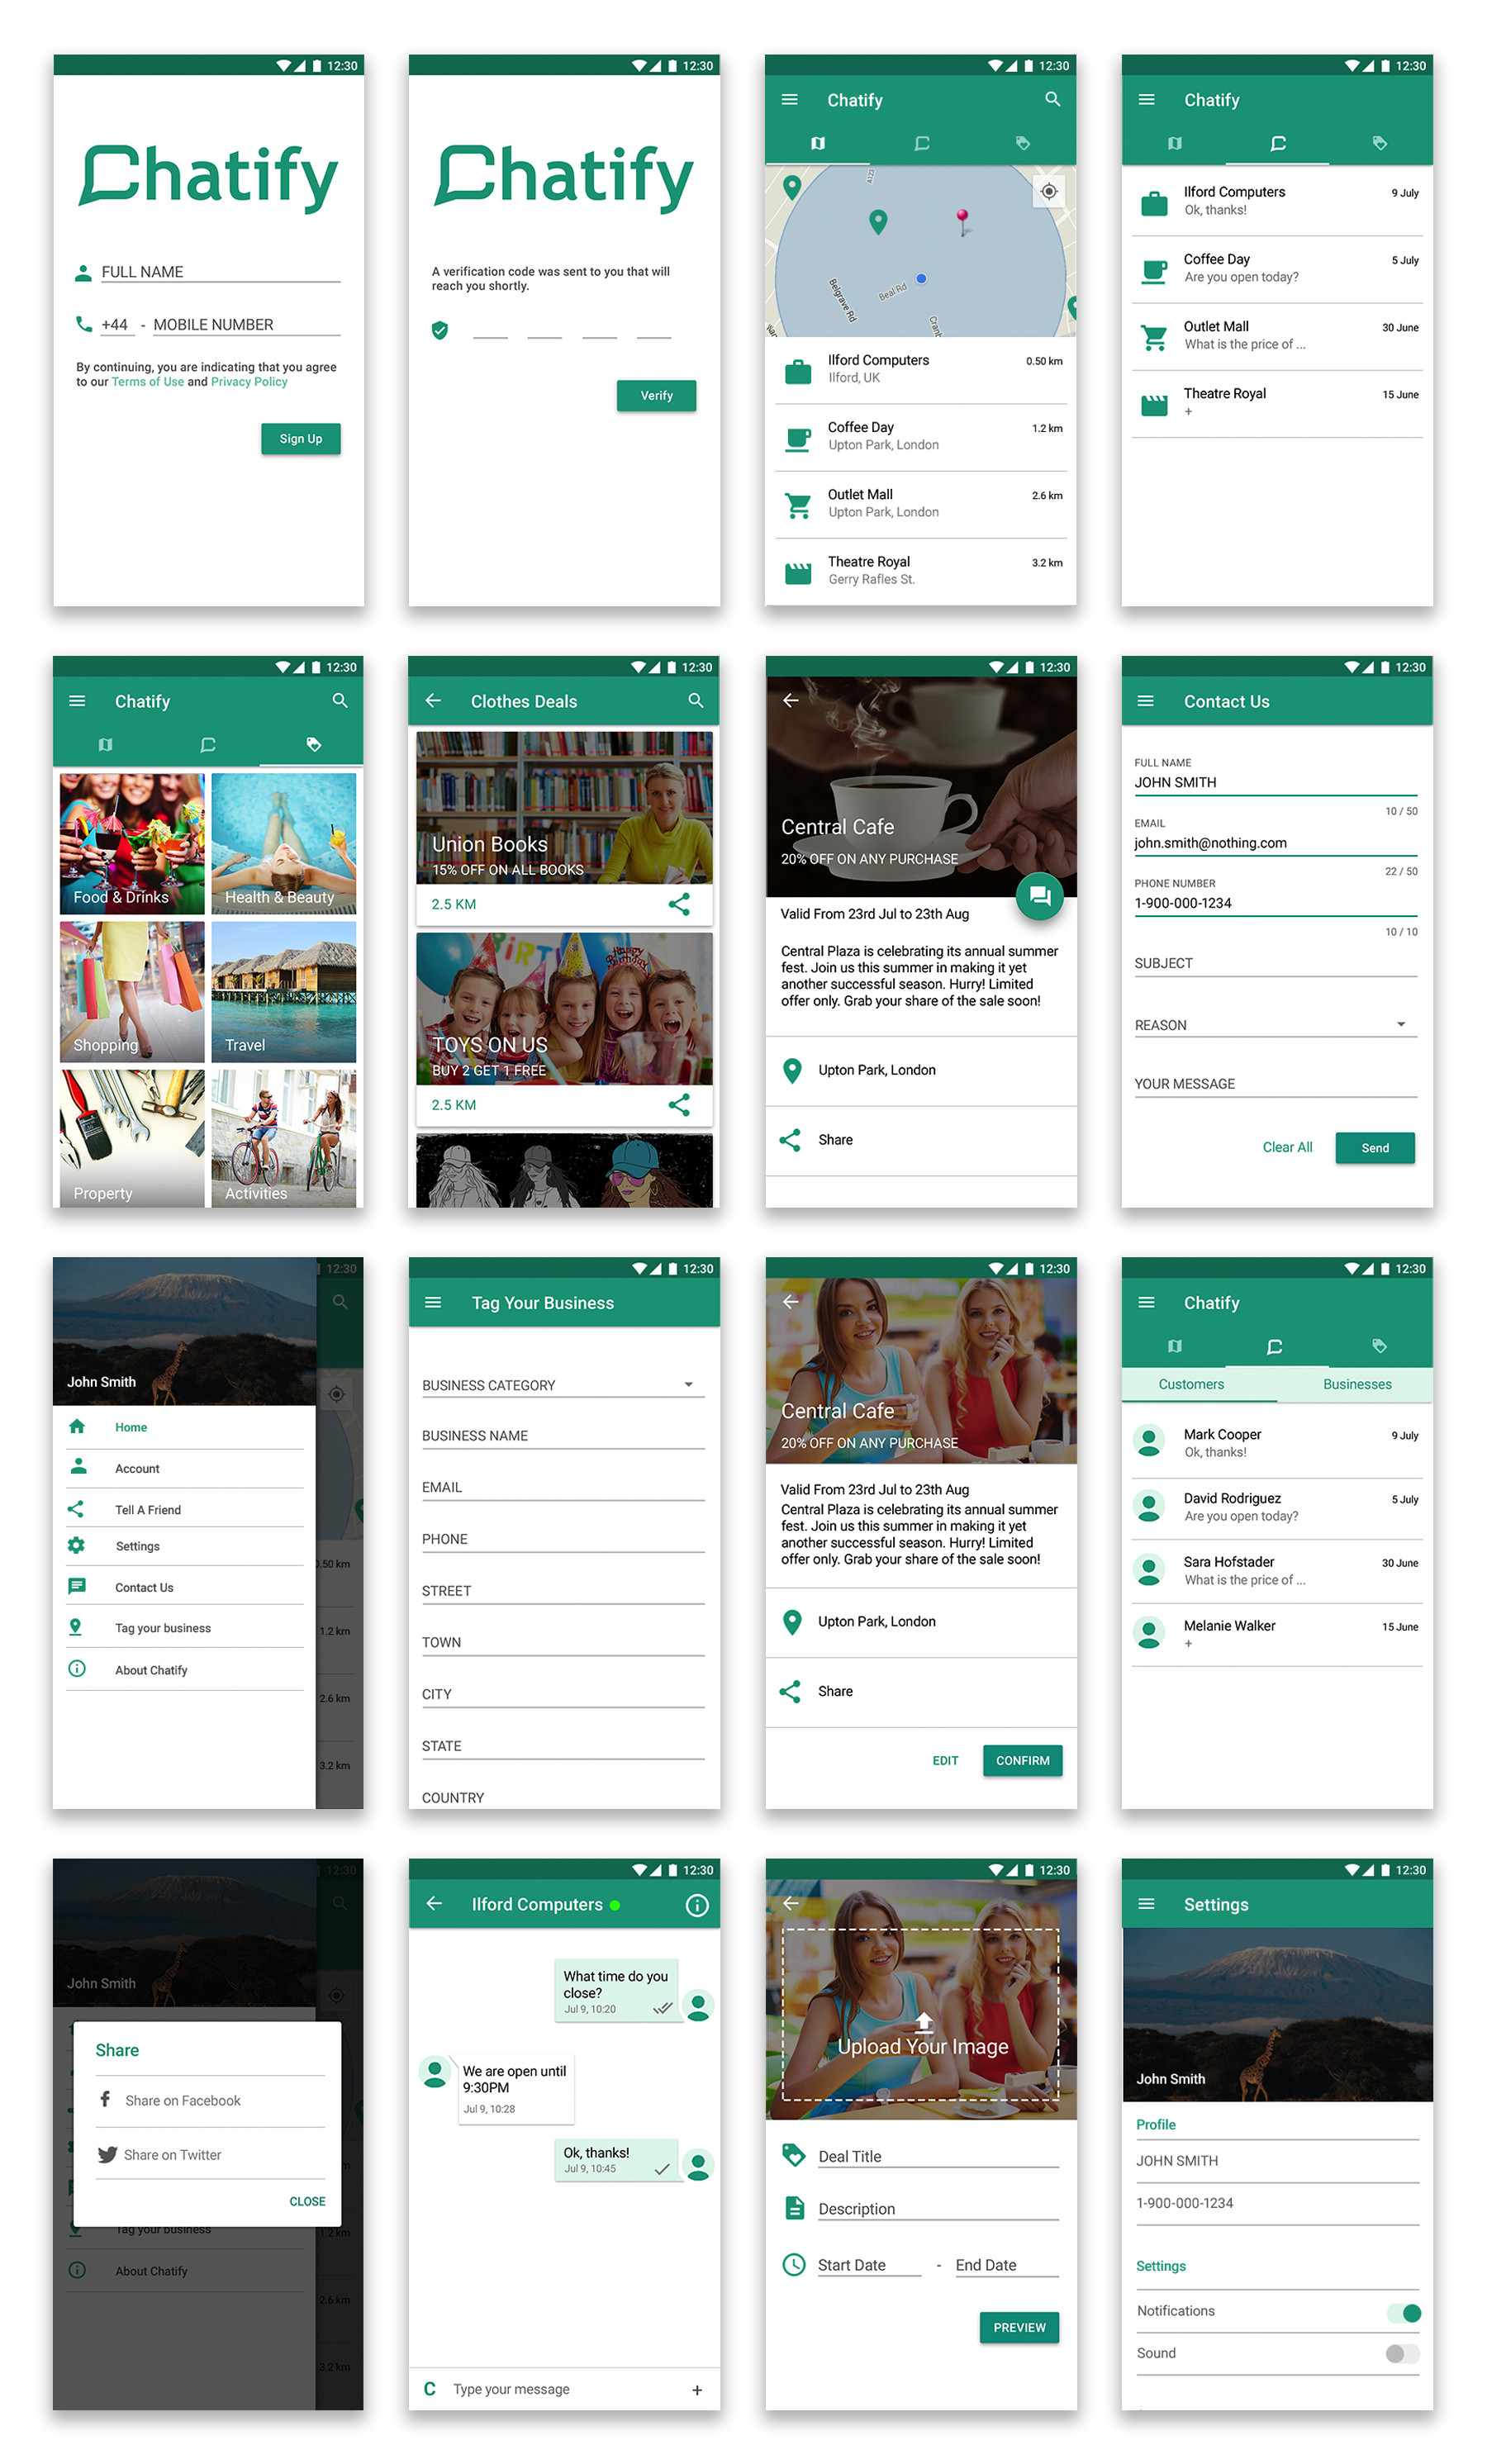 12:30
Chatify
FULL NAME
+44 - MOBILE NUMBER
By continuing, you are indicating that you agree
to our Terms of Use and Privacy Policy
Sign Up
12:30
Chatify
A verification code was sent to you that will
reach you shortly.
Verify
12:30
Chatify
A123
Belgrave Rd
Beal Rd
Cranb
Ilford Computers 0.50 km
Ilford, UK
Coffee Day 1.2 km
Upton Park, London
Outlet Mall 2.6 km
Upton Park, London
Theatre Royal 3.2 km
Gerry Rafles St.
12:30
Chatify
Ilford Computers 9 July
Ok, thanks!
Coffee Day 5 July
Are you open today?
Outlet Mall 30 June
What is the price of ...
Theatre Royal 15 June
+
12:30
Chatify
Food & Drinks Health & Beauty
Shopping Travel
Property Activities
12:30
Clothes Deals
Union Books
15% OFF ON ALL BOOKS
2.5 KM
BIRTH
Happy Birthday
TOYS ON US
BUY 2 GET 1 FREE
2.5 KM
12:30
Central Cafe
20% OFF ON ANY PURCHASE
Valid From 23rd Jul to 23th Aug
Central Plaza is celebrating its annual summer
fest. Join us this summer in making it yet
another successful season. Hurry! Limited
offer only. Grab your share of the sale soon!
Upton Park, London
Share
12:30
Contact Us
FULL NAME
JOHN SMITH
10 / 50
EMAIL
john.smith@nothing.com
22 / 50
PHONE NUMBER
1-900-000-1234
10 / 10
SUBJECT
REASON
YOUR MESSAGE
Clear All Send
12:30
John Smith
Home
Account
Tell A Friend
Settings
0.50 km
Contact Us
Tag your business
1.2 km
About Chatify
2.6 km
3.2 km
12:30
Tag Your Business
BUSINESS CATEGORY
BUSINESS NAME
EMAIL
PHONE
STREET
TOWN
CITY
STATE
COUNTRY
12:30
Central Cafe
20% OFF ON ANY PURCHASE
Valid From 23rd Jul to 23th Aug
Central Plaza is celebrating its annual summer
fest. Join us this summer in making it yet
another successful season. Hurry! Limited
offer only. Grab your share of the sale soon!
Upton Park, London
Share
EDIT CONFIRM
12:30
Chatify
Customers Businesses
Mark Cooper 9 July
Ok, thanks!
David Rodriguez 5 July
Are you open today?
Sara Hofstader 30 June
What is the price of ...
Melanie Walker 15 June
+
12:30
John Smith
Share
Share on Facebook
Share on Twitter
CLOSE
Tag your business
1.2 km
About Chatify
2.6 km
3.2 km
12:30
Ilford Computers
What time do you
close?
Jul 9, 10:20
We are open until
9:30PM
Jul 9, 10:28
Ok, thanks!
Jul 9, 10:45
C Type your message +
12:30
Upload Your Image
Deal Title
Description
Start Date - End Date
PREVIEW
12:30
Settings
John Smith
Profile
JOHN SMITH
1-900-000-1234
Settings
Notifications
Sound